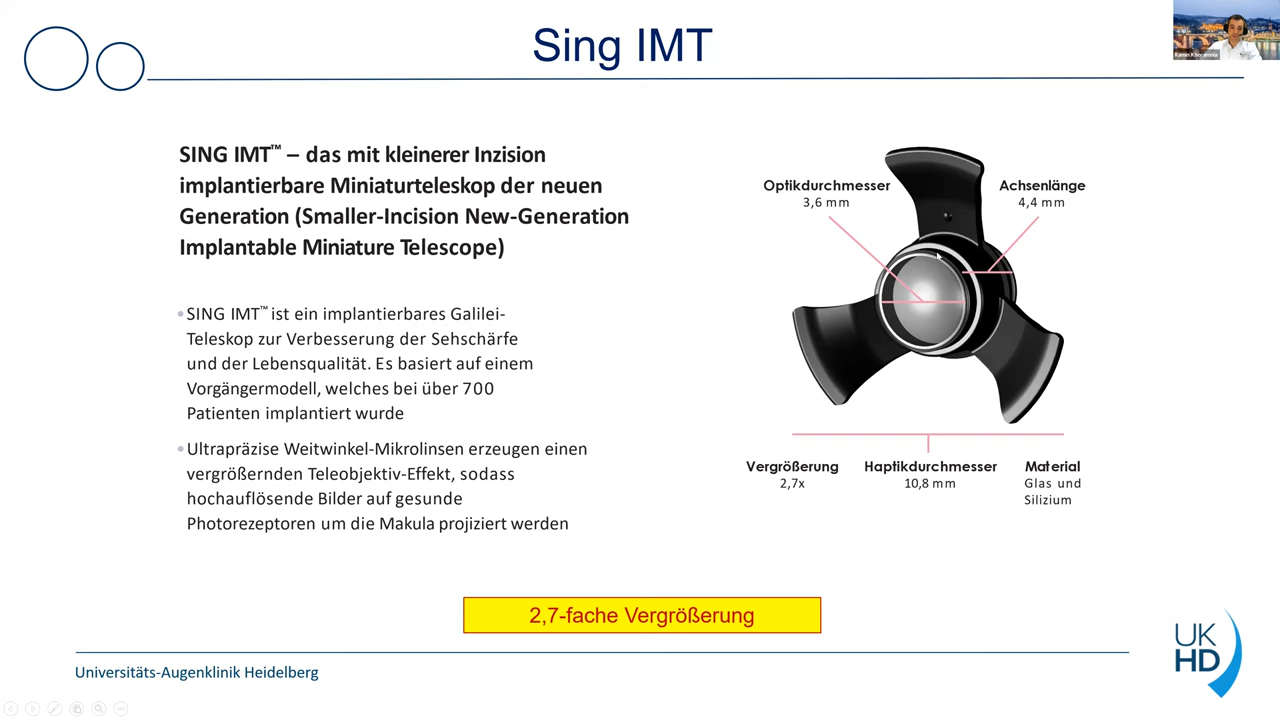 Sing IMT
Ramin Khoramnia
SING IMT™ – das mit kleinerer Inzision
implantierbare Miniaturteleskop der neuen
Generation (Smaller-Incision New-Generation
Implantable Miniature Telescope)
•SING IMT™ ist ein implantierbares Galilei-
Teleskop zur Verbesserung der Sehschärfe
und der Lebensqualität. Es basiert auf einem
Vorgängermodell, welches bei über 700
Patienten implantiert wurde
•Ultrapräzise Weitwinkel-Mikrolinsen erzeugen einen
vergrößernden Teleobjektiv-Effekt, sodass
hochauflösende Bilder auf gesunde
Photorezeptoren um die Makula projiziert werden
Optikdurchmesser
3,6 mm
Achsenlänge
4,4 mm
Vergrößerung
2,7x
Haptikdurchmesser
10,8 mm
Material
Glas und
Silizium
2,7-fache Vergrößerung
Universitäts-Augenklinik Heidelberg
UK
HD